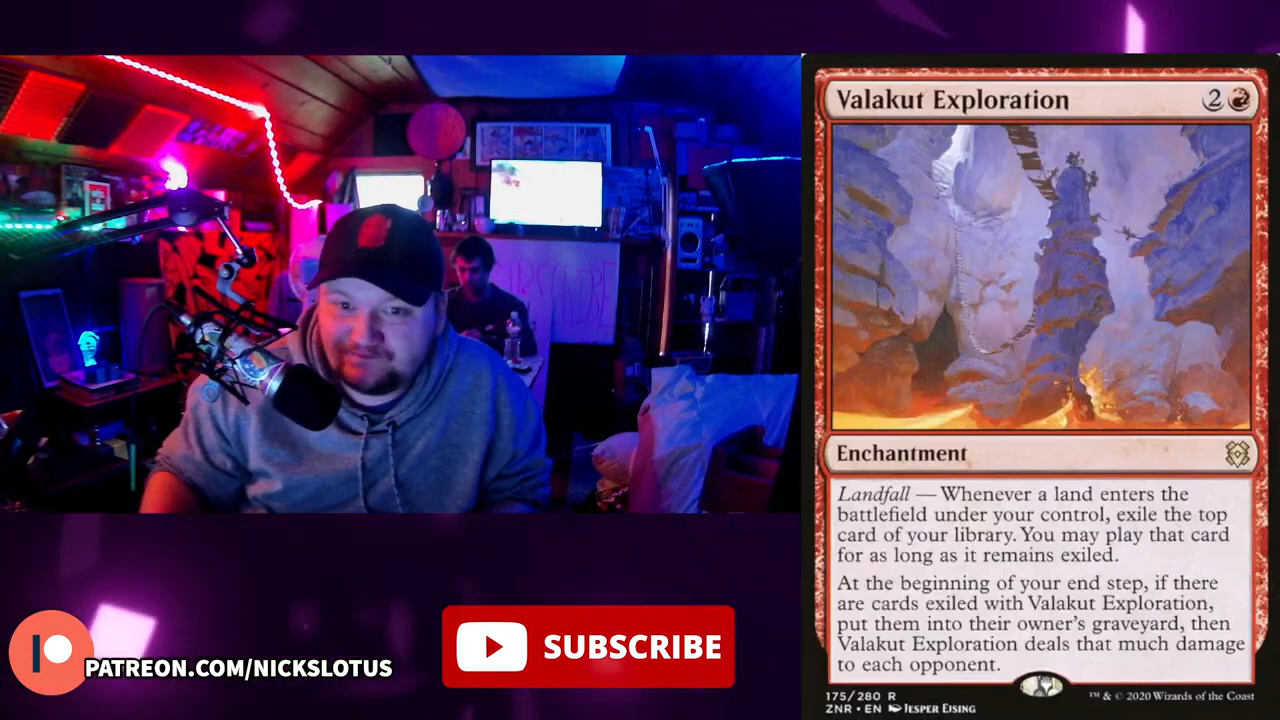 Valakut Exploration 2
SUBSCRIBE
Enchantment
Landfall — Whenever a land enters the
battlefield under your control, exile the top
card of your library. You may play that card
for as long as it remains exiled.
At the beginning of your end step, if there
are cards exiled with Valakut Exploration,
put them into their owner's graveyard, then
Valakut Exploration deals that much damage
to each opponent.
175/280 R
ZNR • EN JESPER EISING
™ & © 2020 Wizards of the Coast
PATREON.COM/NICKSLOTUS
SUBSCRIBE